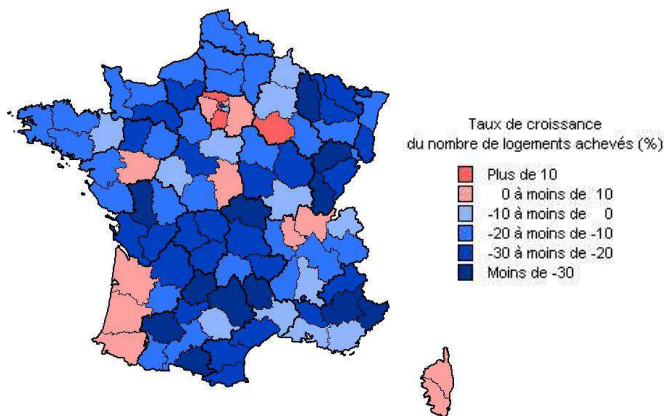 Taux de croissance
du nombre de logements achevés (%)
Plus de 10
0 à moins de 10
-10 à moins de 0
-20 à moins de -10
-30 à moins de -20
Moins de -30